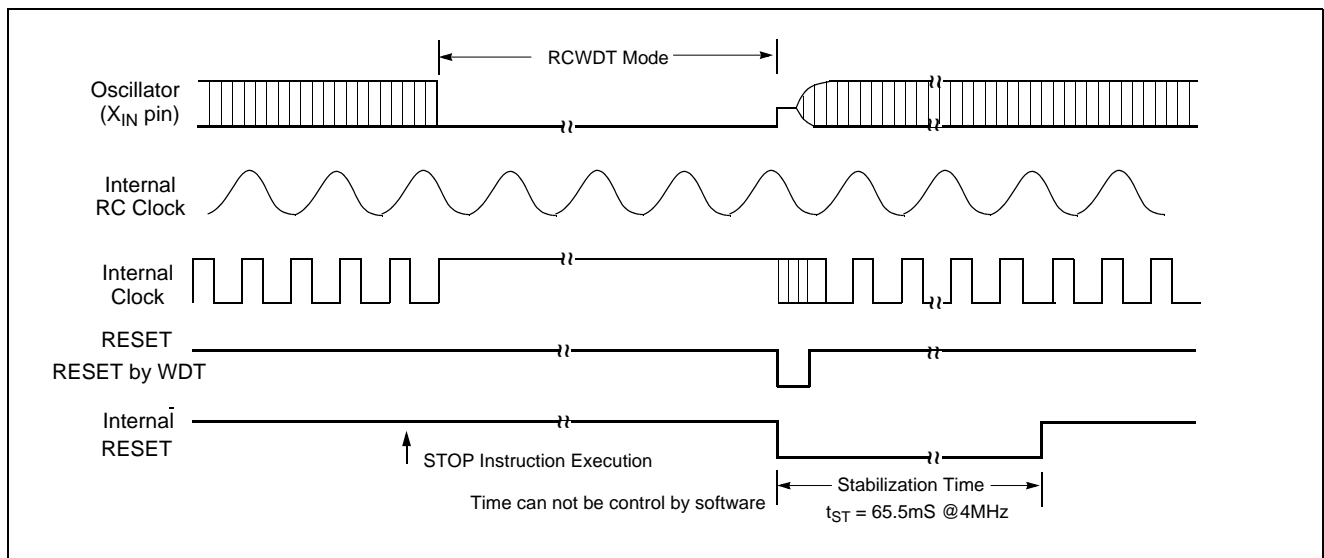 RCWDT Mode
Oscillator
(XIN pin)
Internal
RC Clock
Internal
Clock
RESET
RESET by WDT
Internal
RESET
STOP Instruction Execution
Time can not be control by software
Stabilization Time
tST = 65.5mS @4MHz